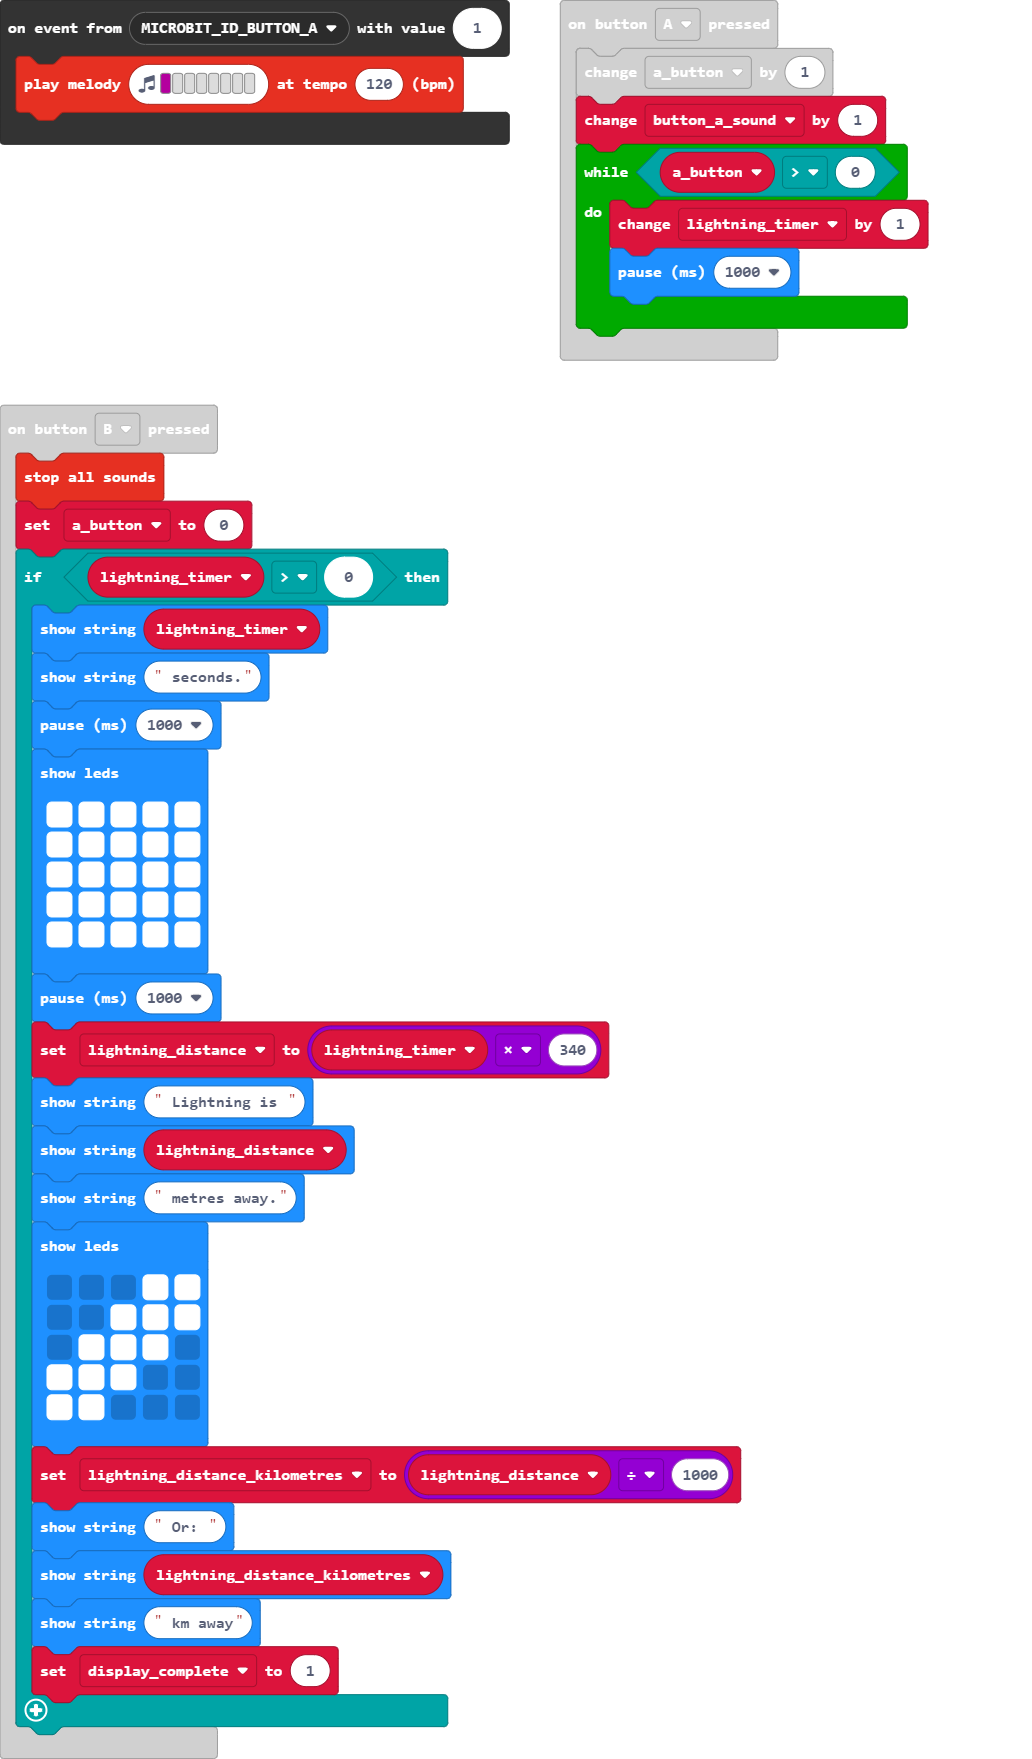 on event from MICROBIT_ID_BUTTON_A with value 1
play melody at tempo 120 (bpm)
on button A pressed
change a_button by 1
change button_a_sound by 1
while a_button > 0
do
change lightning_timer by 1
pause (ms) 1000
on button B pressed
stop all sounds
set a_button to 0
if lightning_timer > 0 then
show string lightning_timer
show string " seconds."
pause (ms) 1000
show leds
pause (ms) 1000
set lightning_distance to lightning_timer × 340
show string " Lightning is "
show string lightning_distance
show string " metres away."
show leds
set lightning_distance_kilometres to lightning_distance ÷ 1000
show string " Or: "
show string lightning_distance_kilometres
show string " km away"
set display_complete to 1